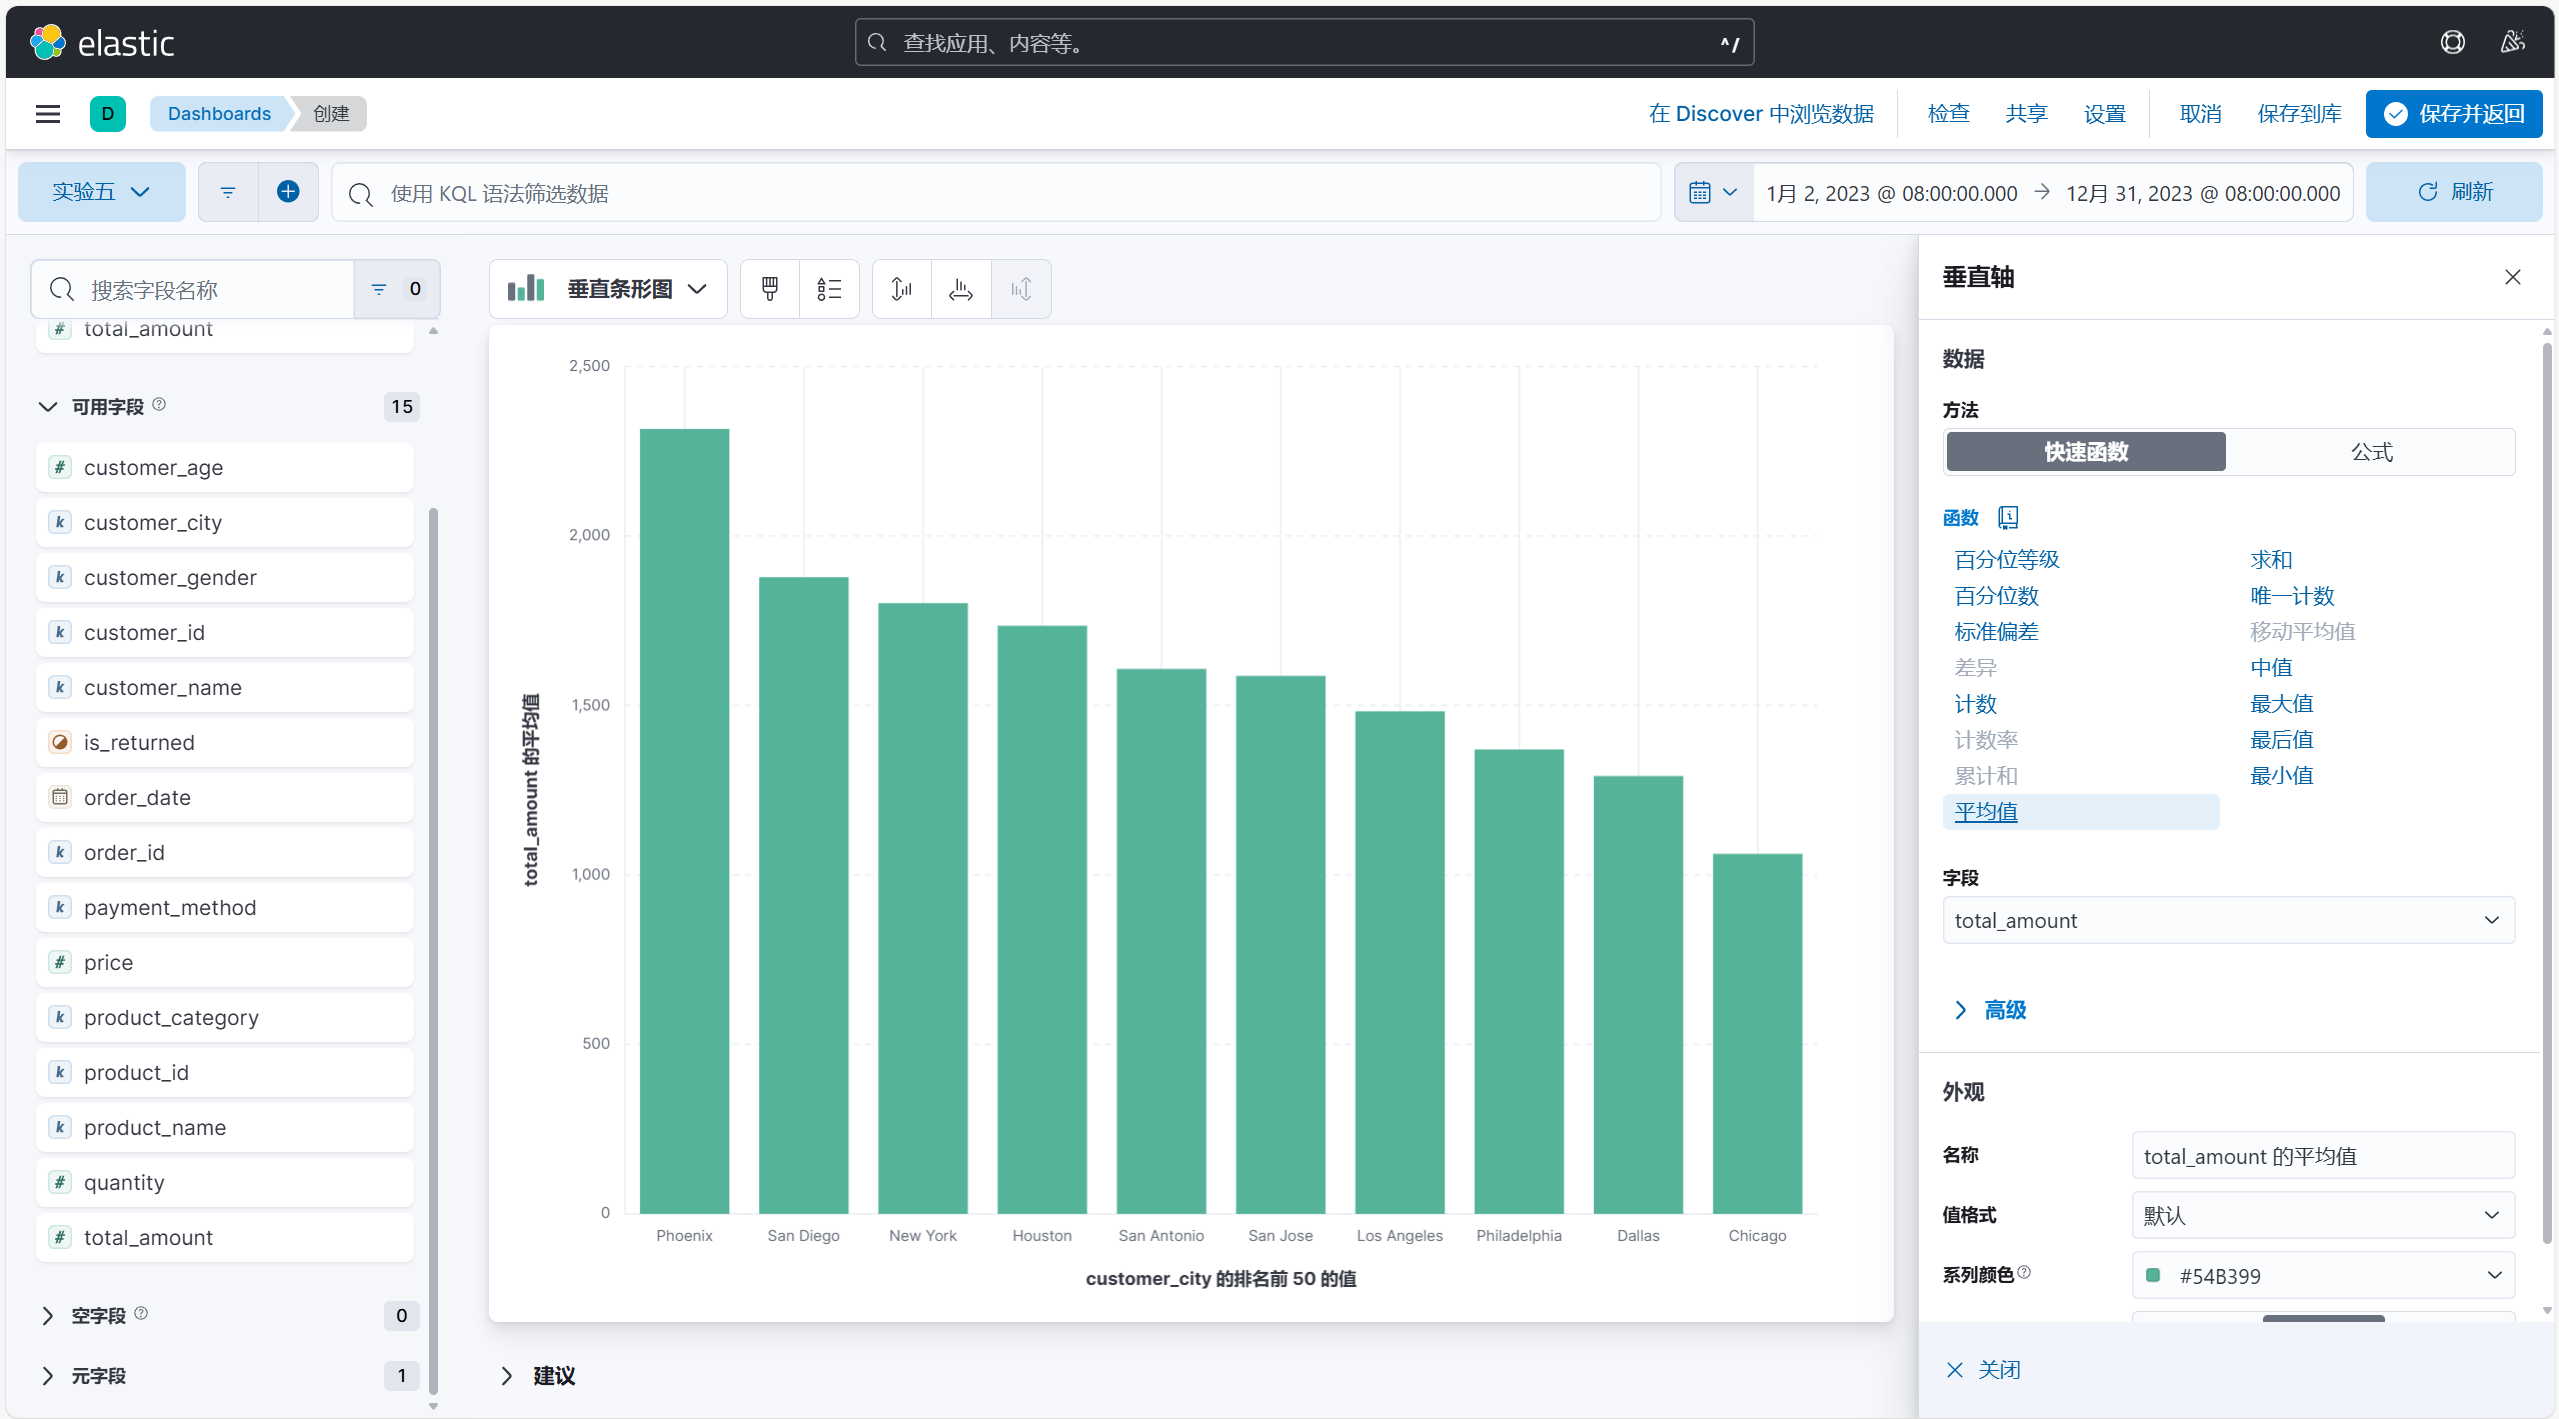 elastic
查找应用、内容等。
^/
D
Dashboards
创建
在 Discover 中浏览数据
检查
共享
设置
取消
保存到库
保存并返回
实验五
使用 KQL 语法筛选数据
1月 2, 2023 @ 08:00:00.000
→
12月 31, 2023 @ 08:00:00.000
刷新
搜索字段名称
0
total_amount
可用字段
15
customer_age
customer_city
customer_gender
customer_id
customer_name
is_returned
order_date
order_id
payment_method
price
product_category
product_id
product_name
quantity
total_amount
空字段
0
元字段
1
垂直条形图
2,500
2,000
1,500
1,000
500
0
total_amount 的平均值
Phoenix
San Diego
New York
Houston
San Antonio
San Jose
Los Angeles
Philadelphia
Dallas
Chicago
customer_city 的排名前 50 的值
建议
垂直轴
数据
方法
快速函数
公式
函数
百分位等级
求和
百分位数
唯一计数
标准偏差
移动平均值
差异
中值
计数
最大值
计数率
最后值
累计和
最小值
平均值
字段
total_amount
高级
外观
名称
total_amount 的平均值
值格式
默认
系列颜色
#54B399
关闭